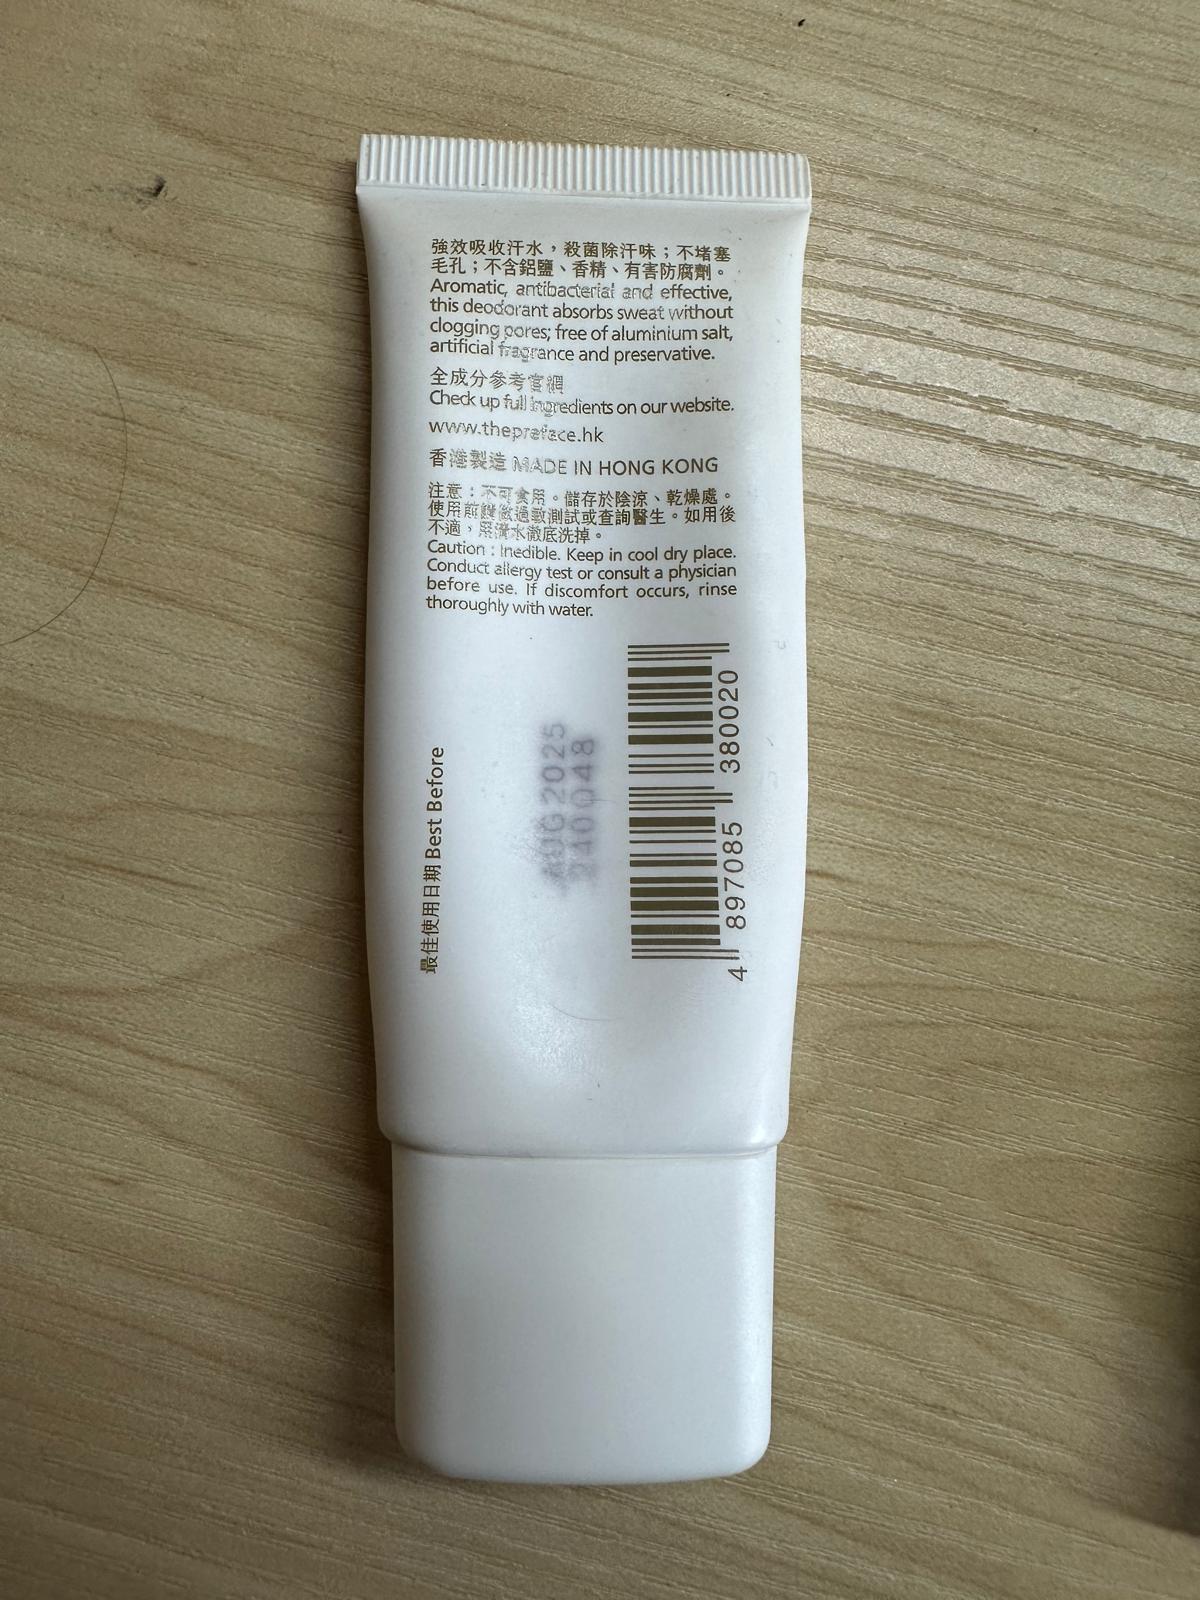 強效吸收汗水，殺菌除汗味；不堵塞
毛孔；不含鋁鹽、香精、有害防腐劑。
Aromatic, antibacterial and effective,
this deodorant absorbs sweat without
clogging pores; free of aluminium salt,
artificial fragrance and preservative.
全成分參考官網
Check up full ingredients on our website.
www.thepreface.hk
香港製造 MADE IN HONG KONG
注意：不可食用。儲存於陰涼、乾燥處。
使用前請做過敏測試或查詢醫生。如用後
不適，用清水徹底洗掉。
Caution : Inedible. Keep in cool dry place.
Conduct allergy test or consult a physician
before use. If discomfort occurs, rinse
thoroughly with water.
最佳使用日期 Best Before
AUG2025
240048
4 897085 380020